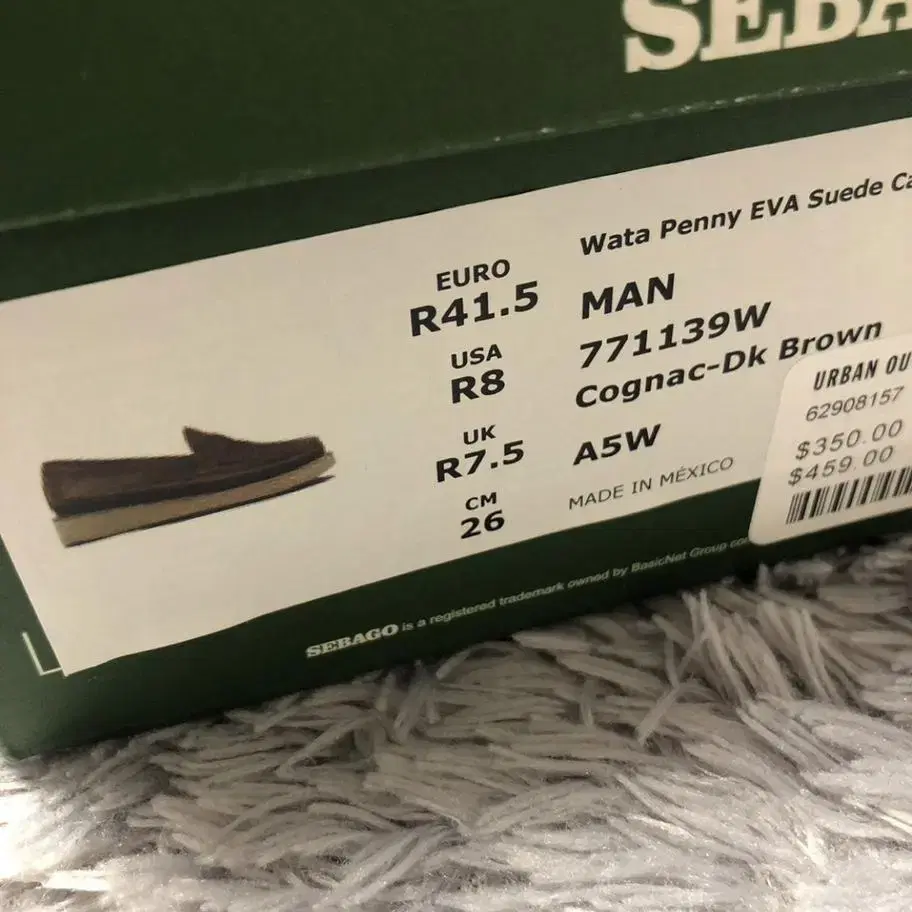 SEBA
Wata Penny EVA Suede Ca
EURO
R41.5
MAN
USA
R8
771139W
Cognac-Dk Brown
UK
R7.5
A5W
CM
26
MADE IN MÉXICO
URBAN OU
62908157
$350.00
$459.00
SEBAGO is a registered trademark owned by BasicNet Group co